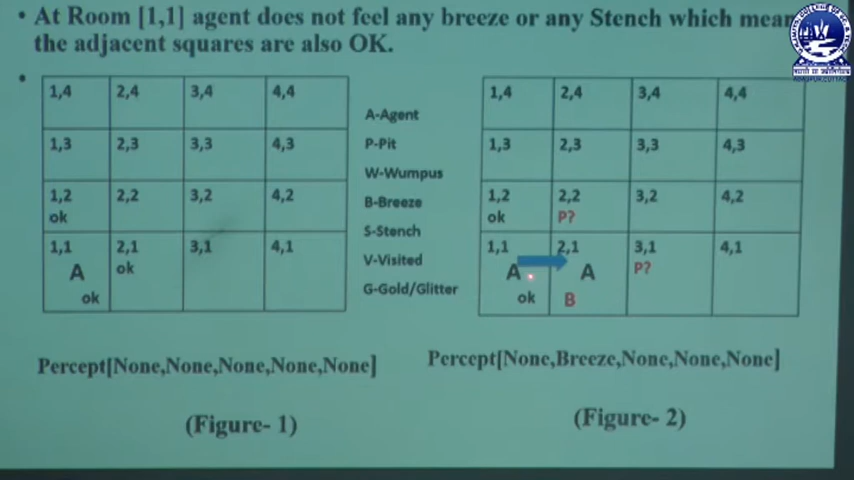 • At Room [1,1] agent does not feel any breeze or any Stench which mean
the adjacent squares are also OK.
•
1,4 2,4 3,4 4,4
1,3 2,3 3,3 4,3
1,2 2,2 3,2 4,2
ok
1,1 2,1 3,1 4,1
ok
A
ok
A-Agent
P-Pit
W-Wumpus
B-Breeze
S-Stench
V-Visited
G-Gold/Glitter
1,4 2,4 3,4 4,4
1,3 2,3 3,3 4,3
1,2 2,2 3,2 4,2
ok P?
1,1 2,1 3,1 4,1
A A P?
ok B
Percept[None,None,None,None,None]
Percept[None,Breeze,None,None,None]
(Figure- 1)
(Figure- 2)